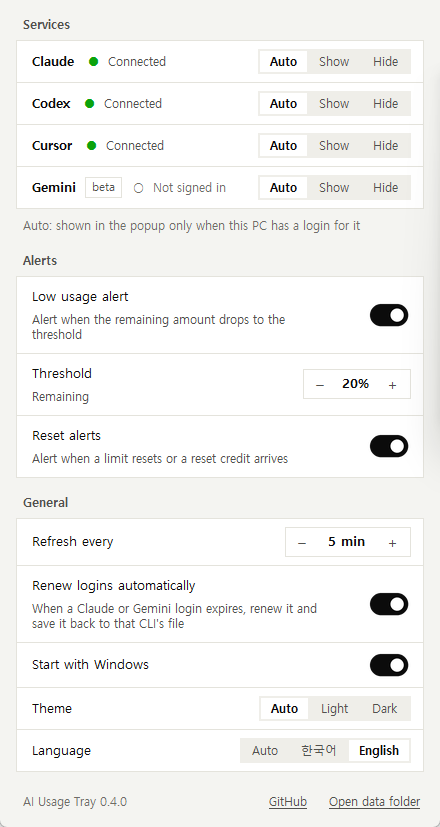 Services
Claude ● Connected Auto Show Hide
Codex ● Connected Auto Show Hide
Cursor ● Connected Auto Show Hide
Gemini beta ○ Not signed in Auto Show Hide
Auto: shown in the popup only when this PC has a login for it
Alerts
Low usage alert
Alert when the remaining amount drops to the
threshold
Threshold
Remaining
− 20% +
Reset alerts
Alert when a limit resets or a reset credit arrives
General
Refresh every − 5 min +
Renew logins automatically
When a Claude or Gemini login expires, renew it and
save it back to that CLI's file
Start with Windows
Theme Auto Light Dark
Language Auto 한국어 English
AI Usage Tray 0.4.0 GitHub Open data folder